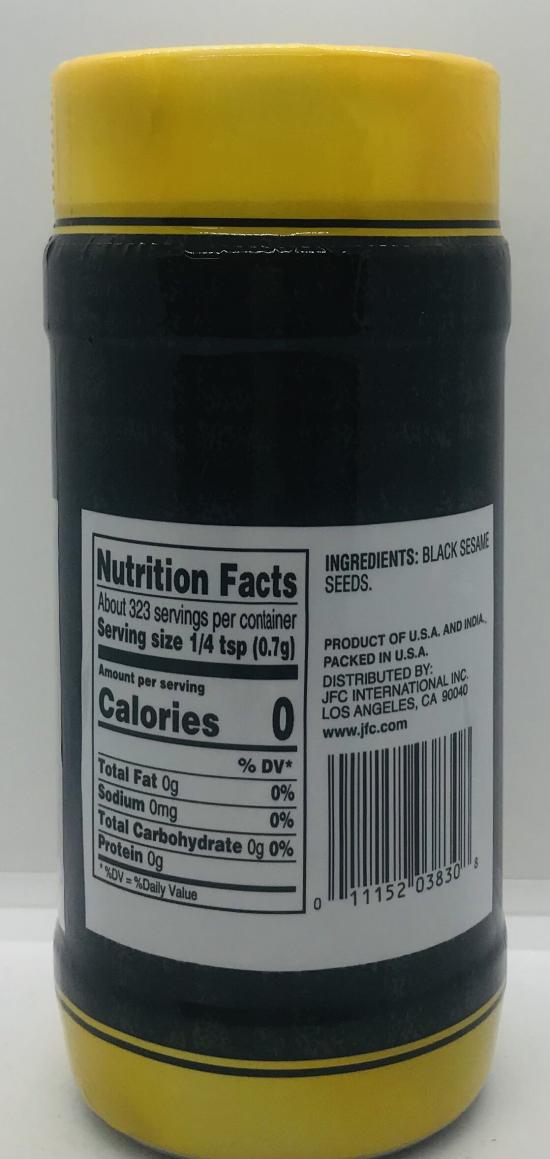 Nutrition Facts
About 323 servings per container
Serving size 1/4 tsp (0.7g)
Amount per serving
Calories 0
% DV*
Total Fat 0g 0%
Sodium 0mg 0%
Total Carbohydrate 0g 0%
Protein 0g
*%DV = %Daily Value
INGREDIENTS: BLACK SESAME
SEEDS.
PRODUCT OF U.S.A. AND INDIA.,
PACKED IN U.S.A.
DISTRIBUTED BY:
JFC INTERNATIONAL INC.
LOS ANGELES, CA 90040
www.jfc.com
0 11152 03830 8